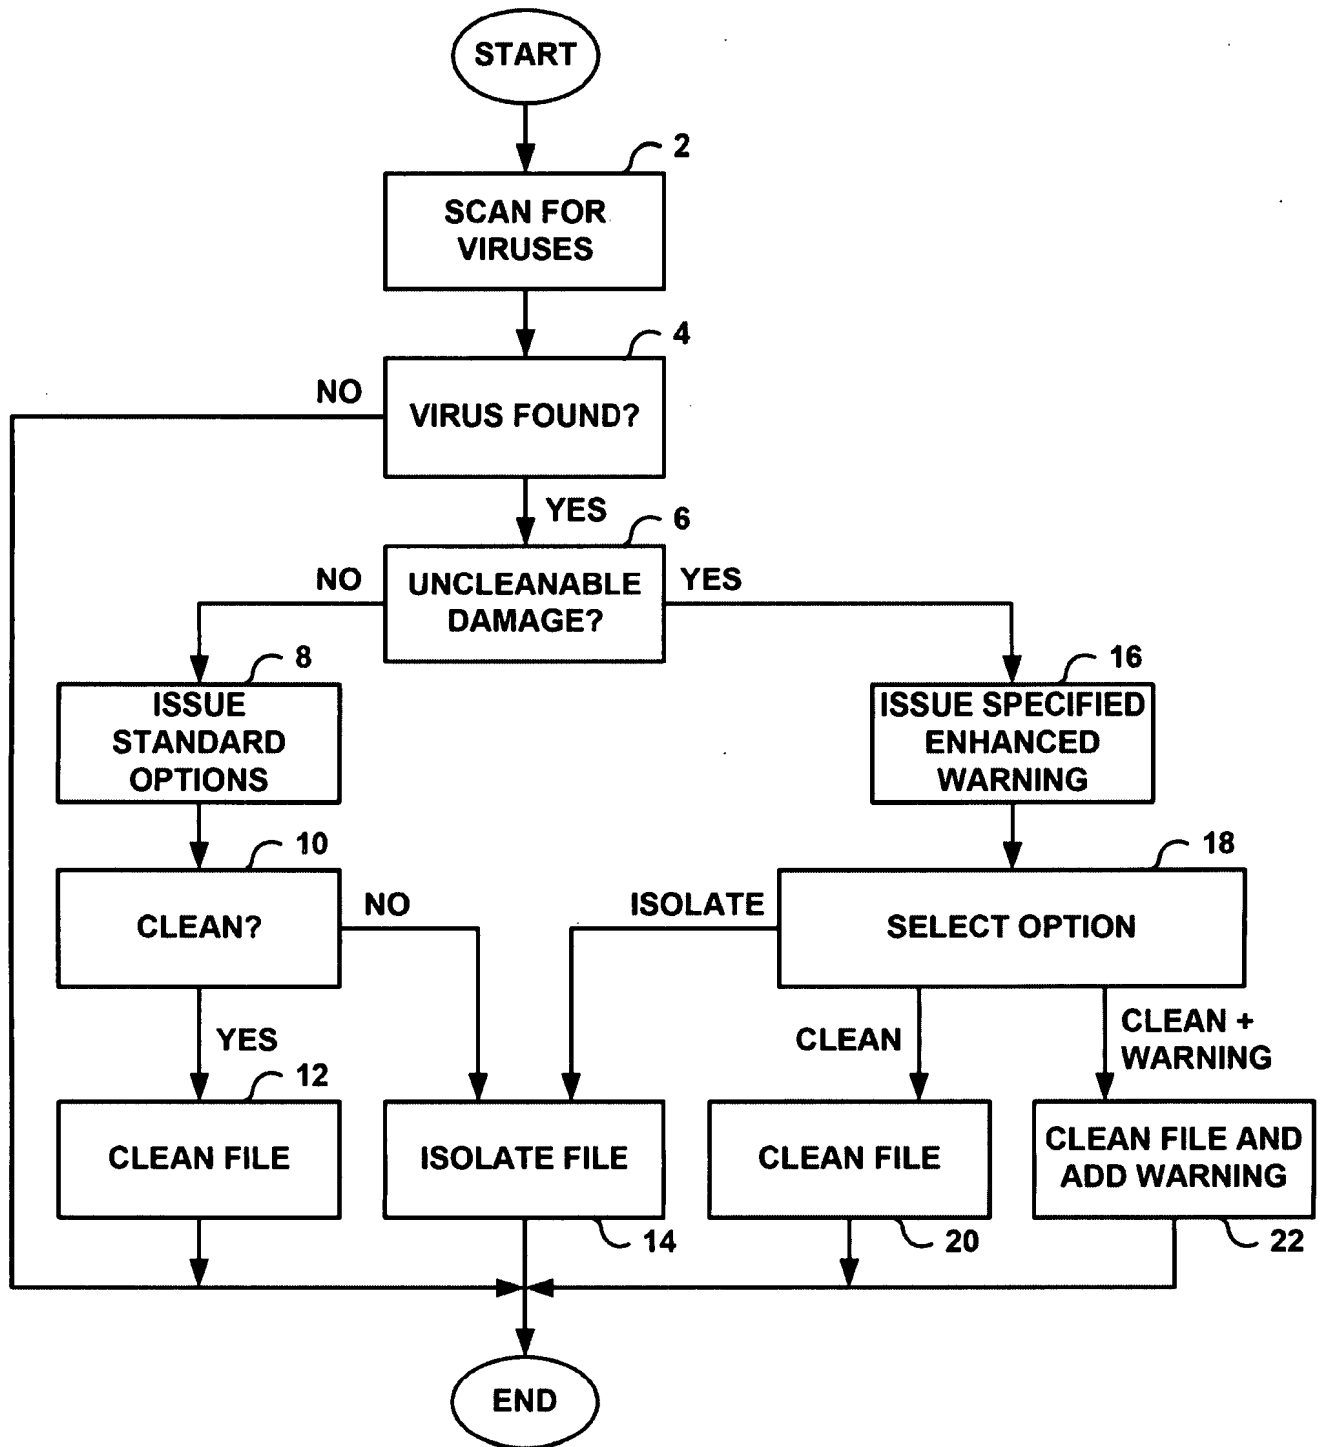 START
2
SCAN FOR
VIRUSES
4
NO
VIRUS FOUND?
YES
6
NO
UNCLEANABLE
DAMAGE?
YES
8
ISSUE
STANDARD
OPTIONS
16
ISSUE SPECIFIED
ENHANCED
WARNING
10
CLEAN?
NO
18
ISOLATE
SELECT OPTION
YES
CLEAN
CLEAN +
WARNING
12
CLEAN FILE
ISOLATE FILE
14
CLEAN FILE
20
CLEAN FILE AND
ADD WARNING
22
END